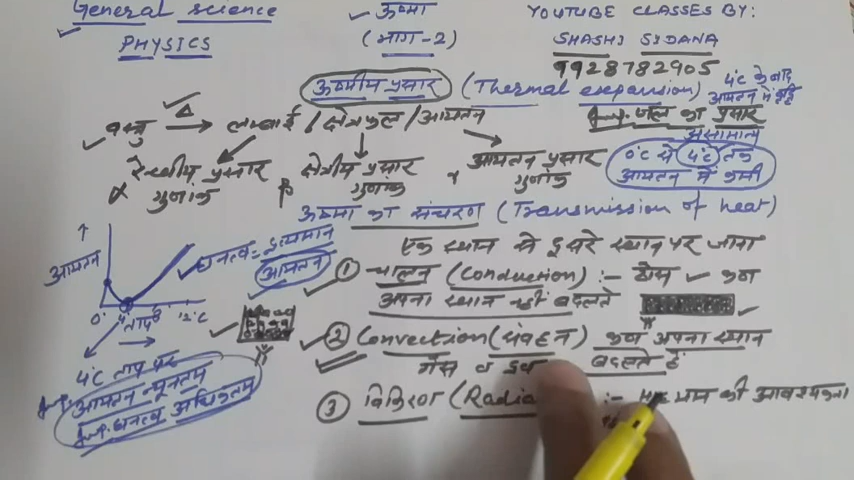 General science
PHYSICS
ऊष्मा
(भाग-2)
YOUTUBE CLASSES BY:
SHASHI SIDANA
9928782905
ऊष्मीय प्रसार (Thermal expansion)
4°C के बाद
आयतन में वृद्धि
Imp. जल का प्रसार
असामान्य
0°C से 4°C तक
आयतन में कमी
वस्तु Δ → लम्बाई / क्षेत्रफल / आयतन
रेखीय प्रसार गुणांक α
क्षेत्रीय प्रसार गुणांक β
आयतन प्रसार गुणांक γ
ऊष्मा का संचरण (Transmission of heat)
एक स्थान से दूसरे स्थान पर जाना
आयतन
0° 4° 12°C
ताप
घनत्व = द्रव्यमान
आयतन
4°C ताप पर
आयतन न्यूनतम
Imp. घनत्व अधिकतम
① चालन (Conduction) :- ठोस कण
अपना स्थान नहीं बदलते
② Convection (संवहन) कण अपना स्थान
गैस व द्रव बदलते हैं
③ विकिरण (Radia :- की आवश्यकता